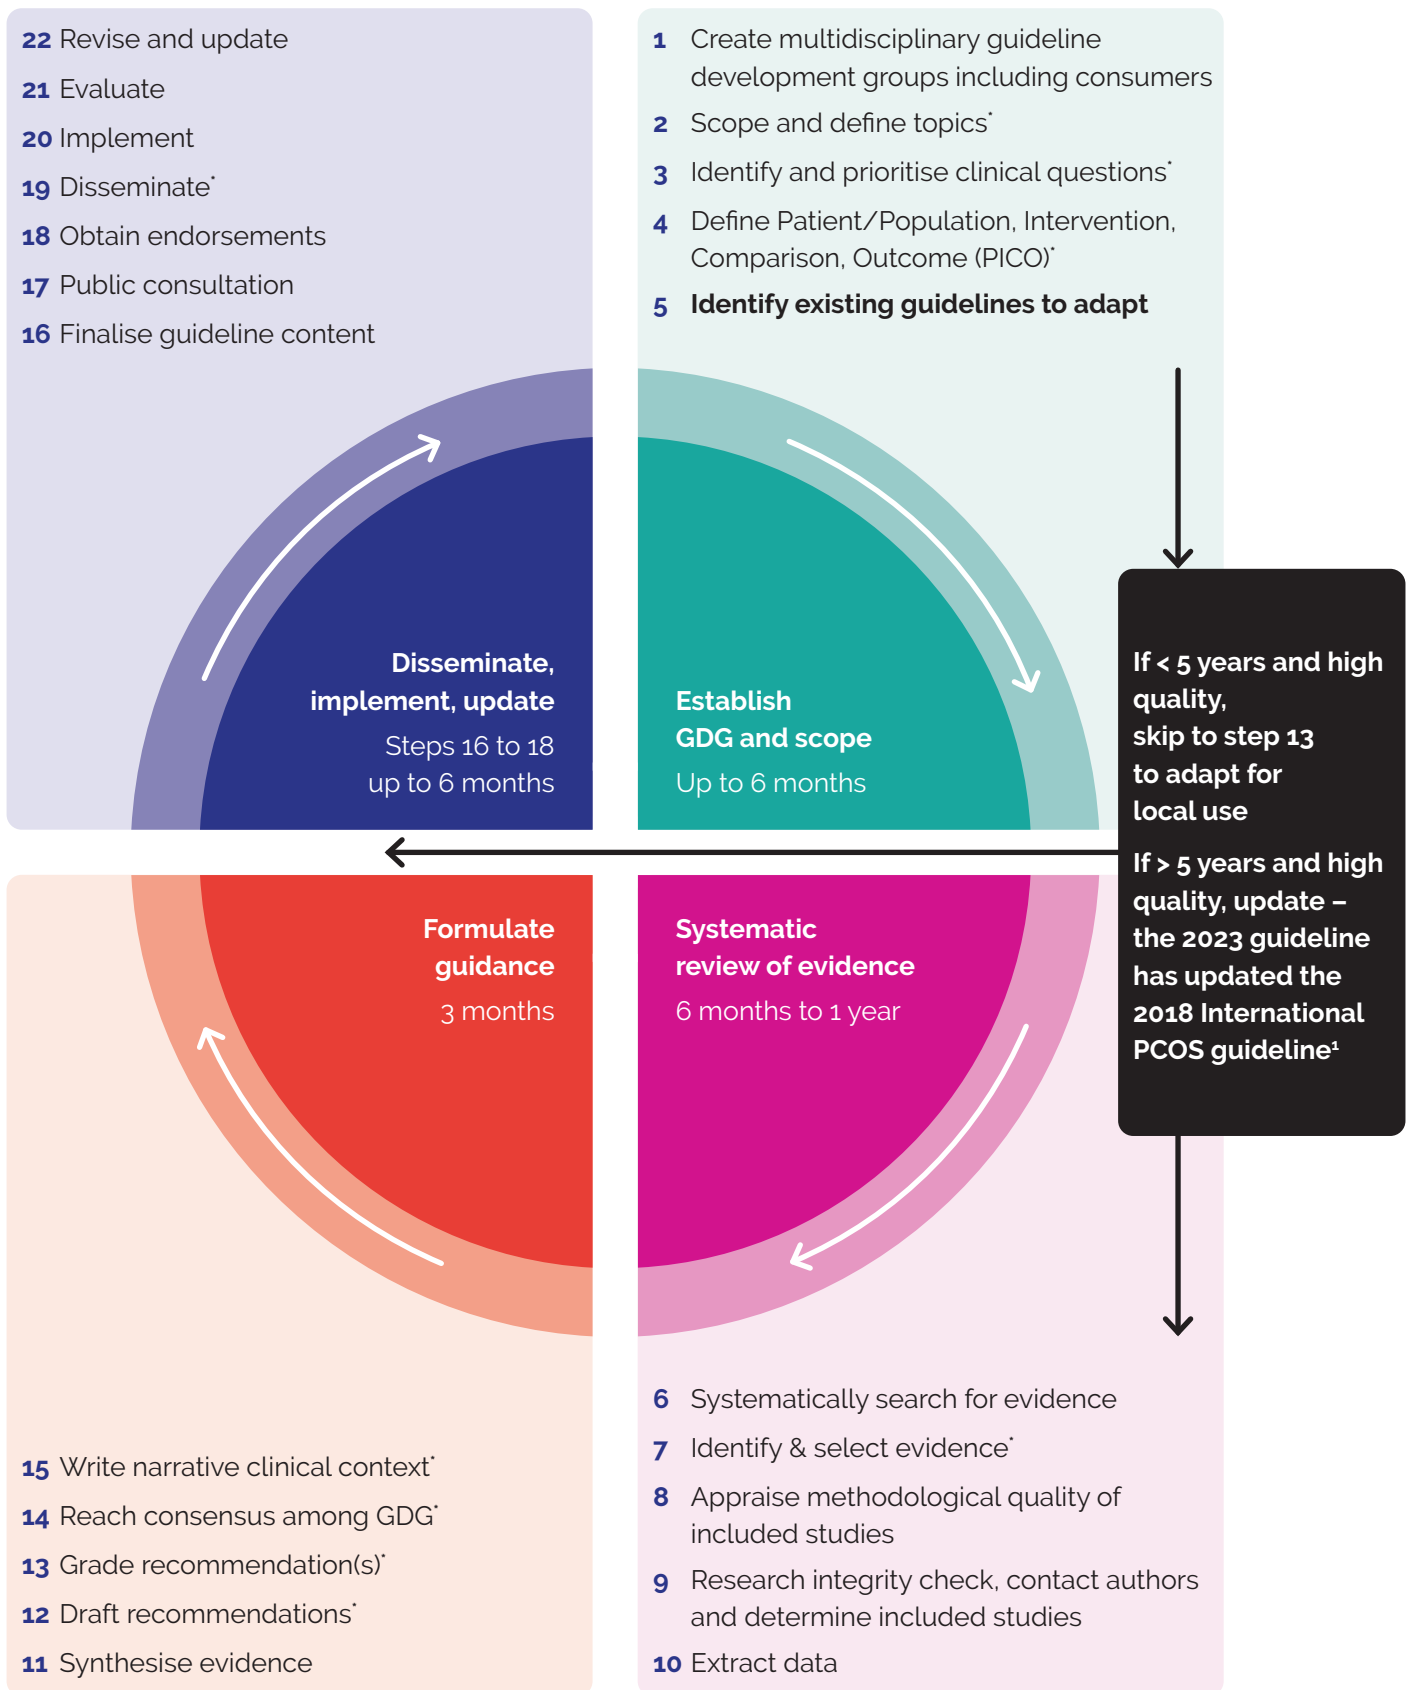 22 Revise and update
21 Evaluate
20 Implement
19 Disseminate*
18 Obtain endorsements
17 Public consultation
16 Finalise guideline content
1 Create multidisciplinary guideline
development groups including consumers
2 Scope and define topics*
3 Identify and prioritise clinical questions*
4 Define Patient/Population, Intervention,
Comparison, Outcome (PICO)*
5 Identify existing guidelines to adapt
Disseminate,
implement, update
Steps 16 to 18
up to 6 months
Establish
GDG and scope
Up to 6 months
If < 5 years and high
quality,
skip to step 13
to adapt for
local use
If > 5 years and high
quality, update –
the 2023 guideline
has updated the
2018 International
PCOS guideline¹
Formulate
guidance
3 months
Systematic
review of evidence
6 months to 1 year
15 Write narrative clinical context*
14 Reach consensus among GDG*
13 Grade recommendation(s)*
12 Draft recommendations*
11 Synthesise evidence
6 Systematically search for evidence
7 Identify & select evidence*
8 Appraise methodological quality of
included studies
9 Research integrity check, contact authors
and determine included studies
10 Extract data